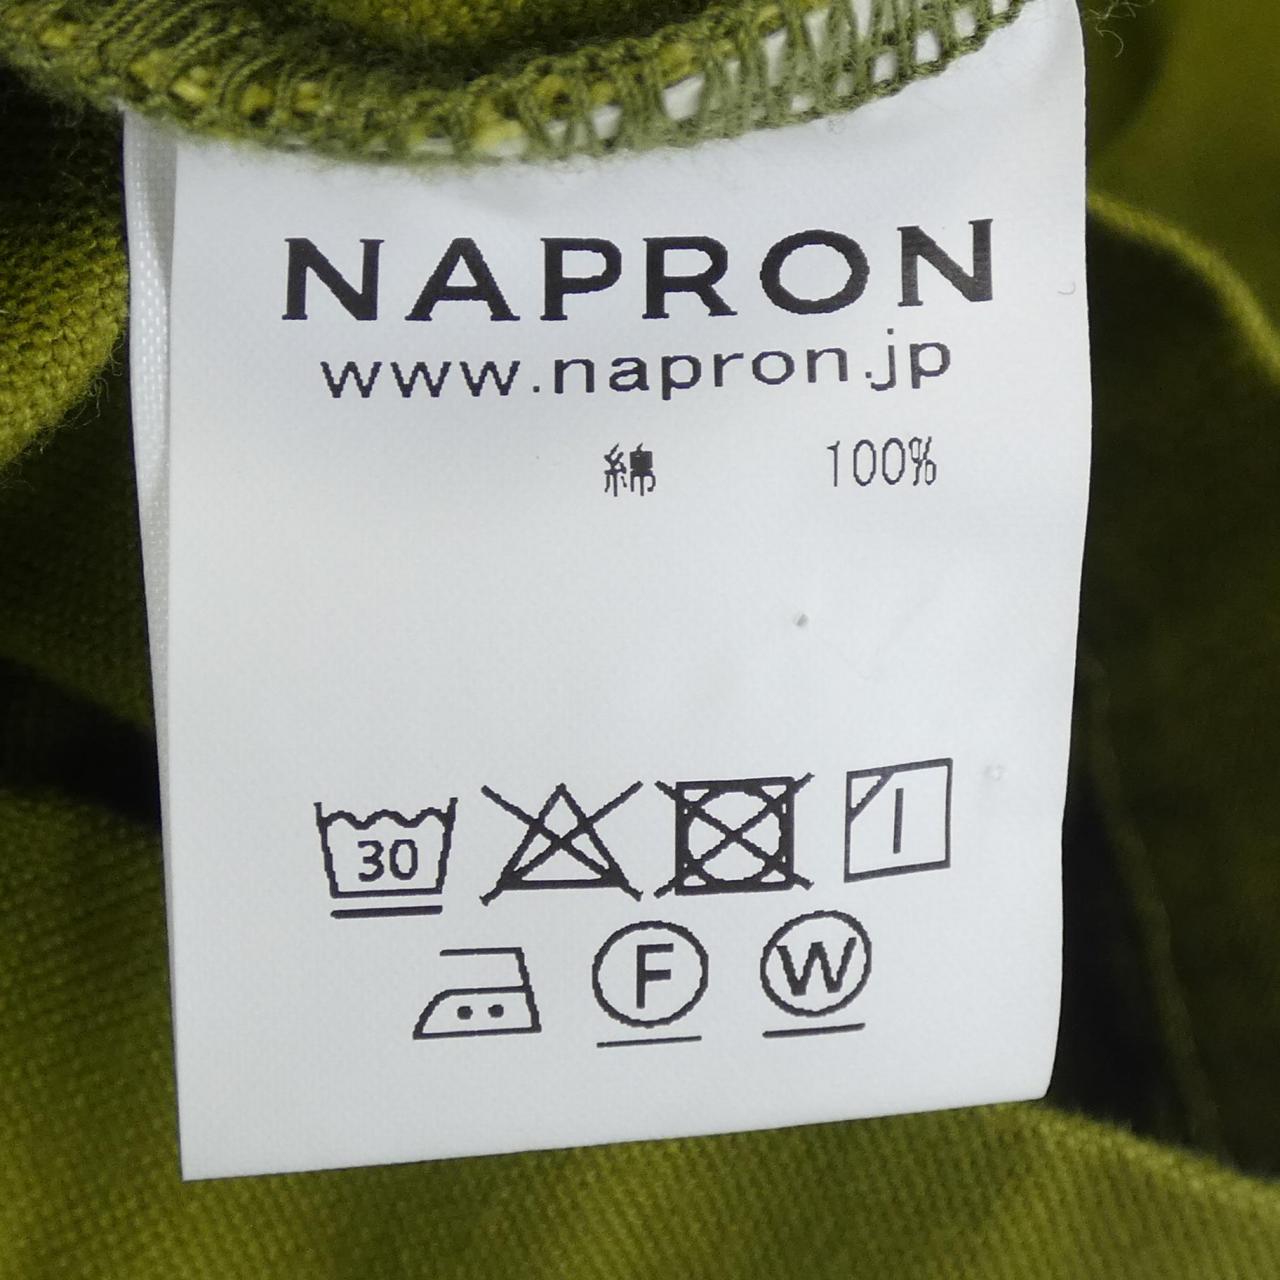 NAPRON
www.napron.jp
綿 100%
30
F W